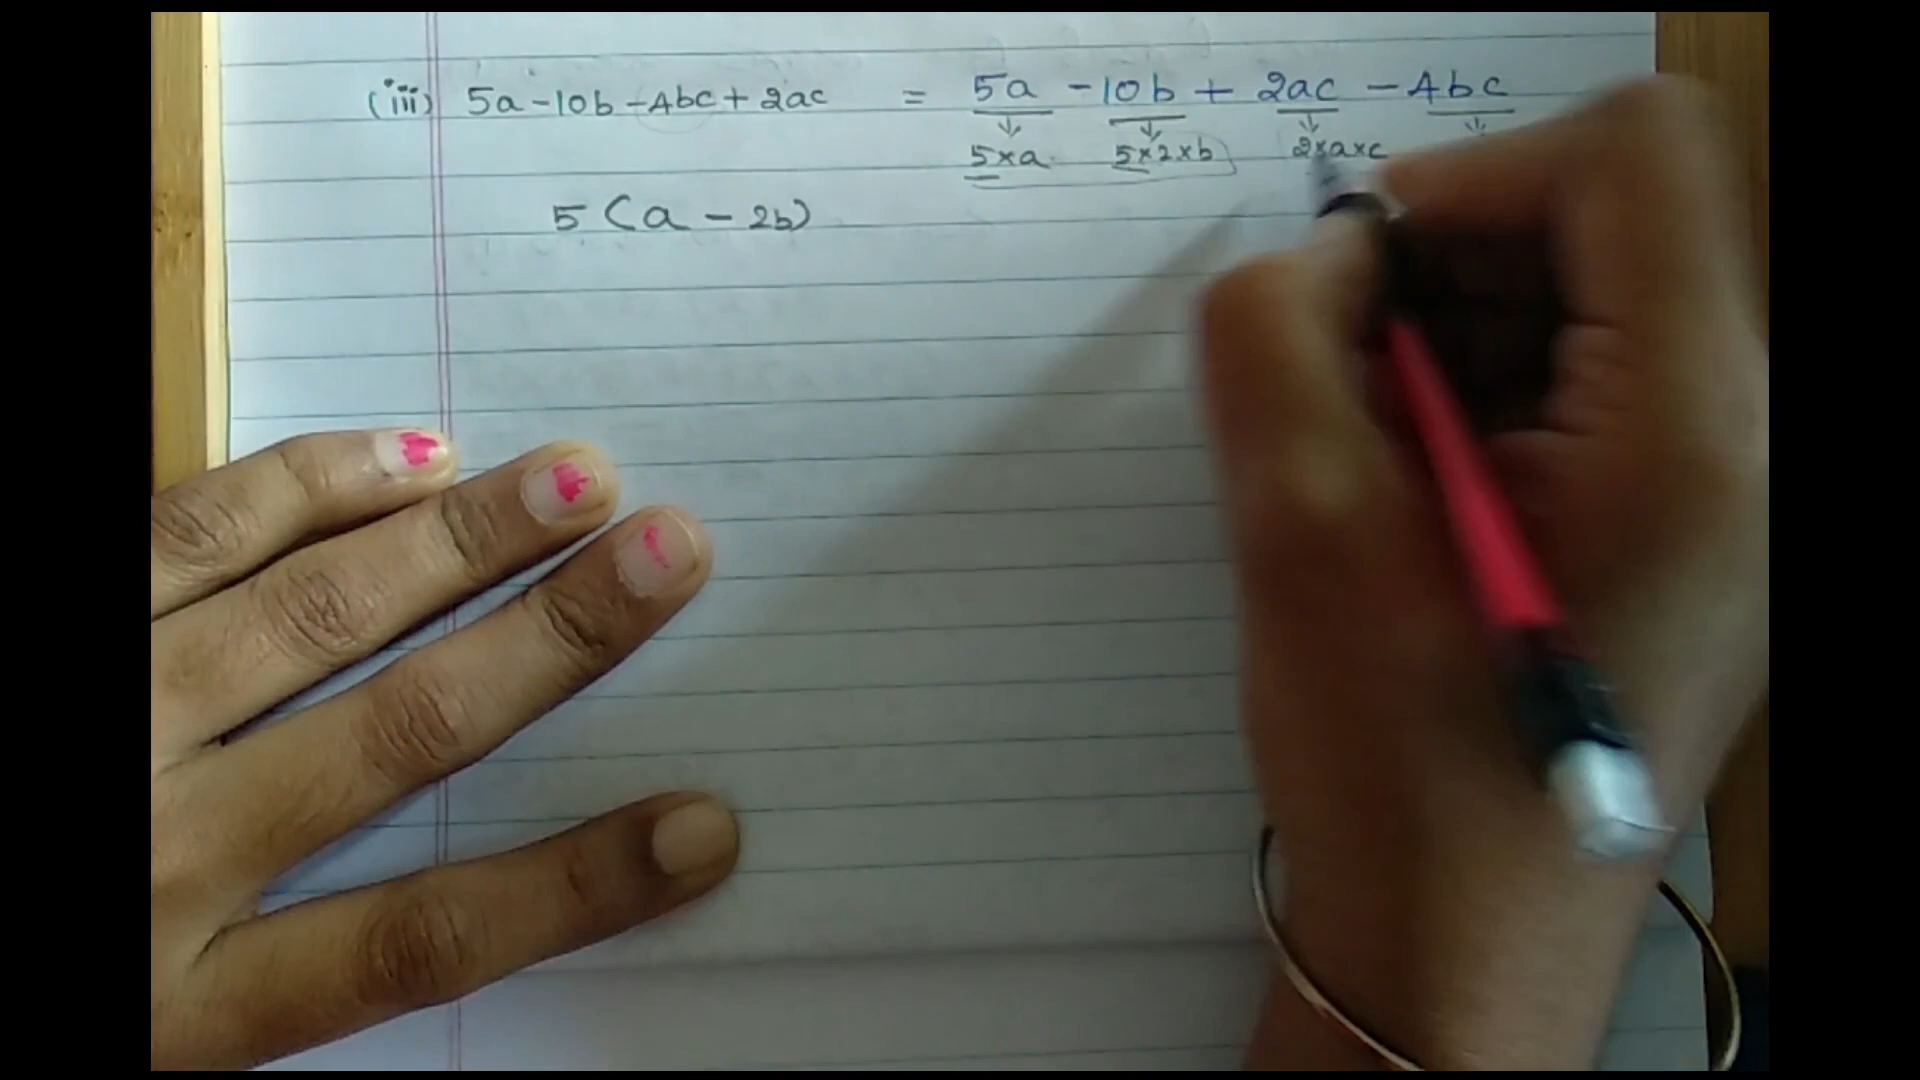 (iii) 5a - 10b - 4bc + 2ac = 5a - 10b + 2ac - 4bc
5×a 5×2×b 2×a×c
5 (a - 2b)